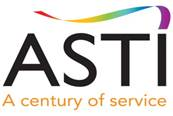 ASTI
A century of service